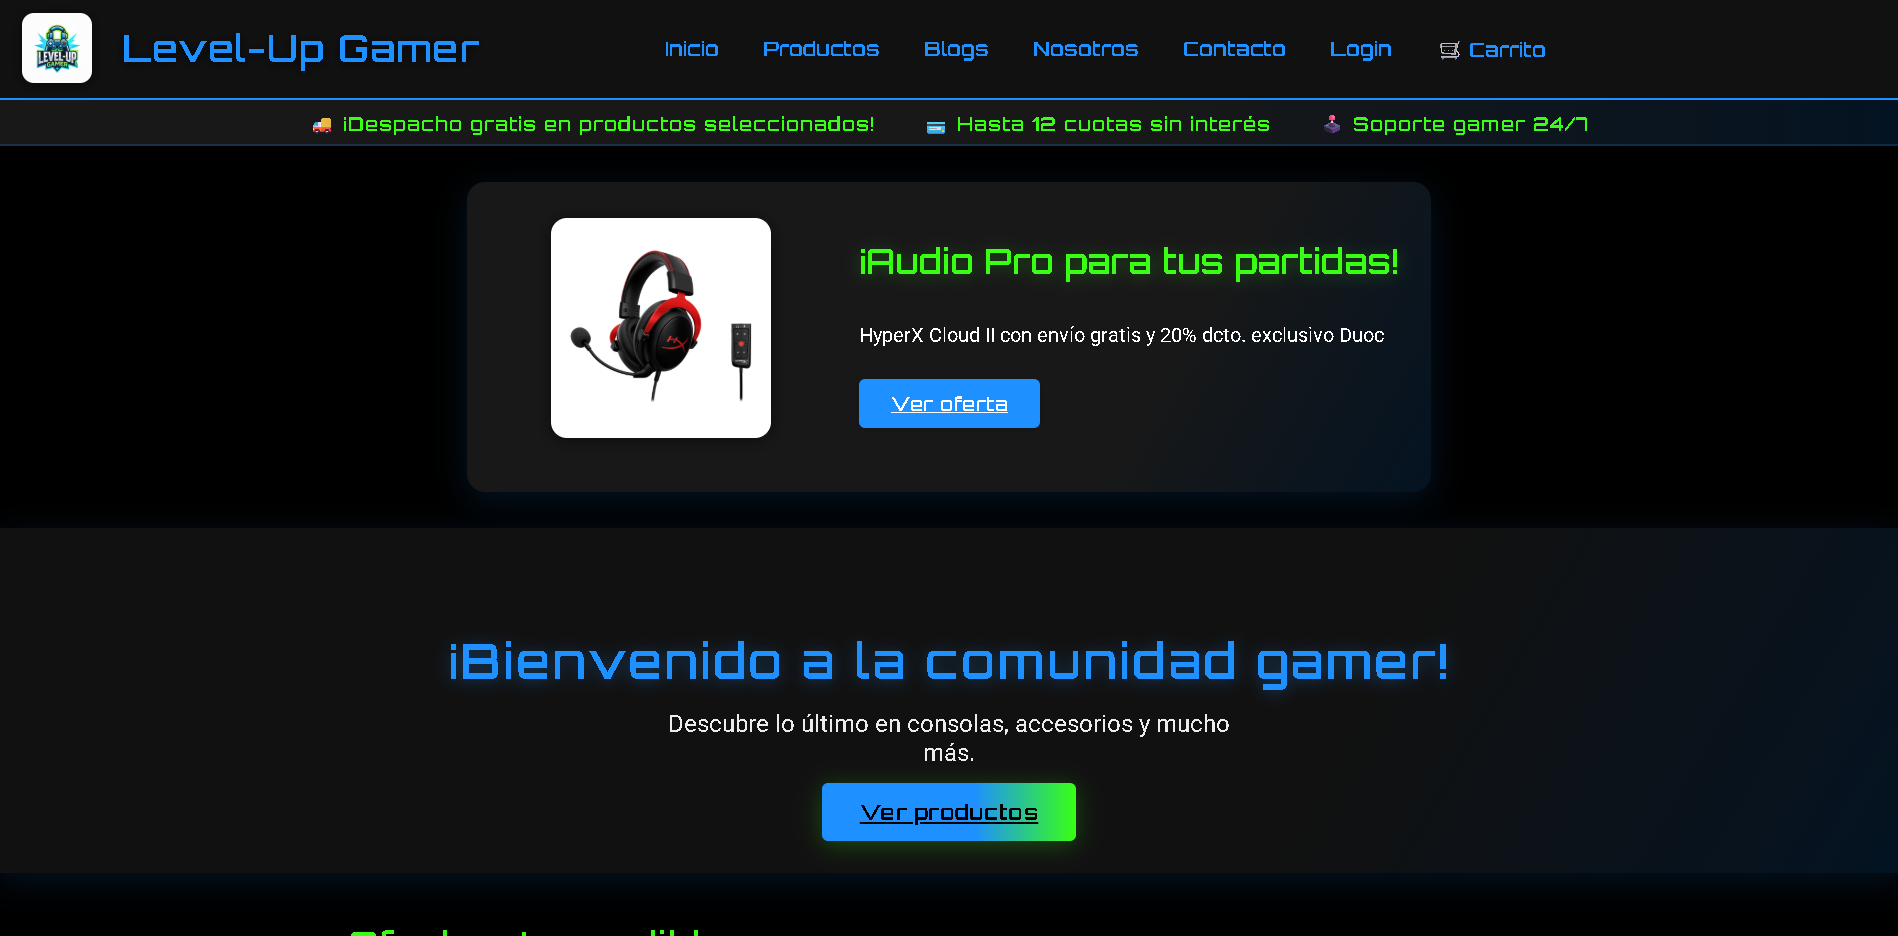 LEVEL-UP
GAMER
Level-Up Gamer
Inicio
Productos
Blogs
Nosotros
Contacto
Login
Carrito
¡Despacho gratis en productos seleccionados!
Hasta 12 cuotas sin interés
Soporte gamer 24/7
¡Audio Pro para tus partidas!
HyperX Cloud II con envío gratis y 20% dcto. exclusivo Duoc
Ver oferta
¡Bienvenido a la comunidad gamer!
Descubre lo último en consolas, accesorios y mucho
más.
Ver productos